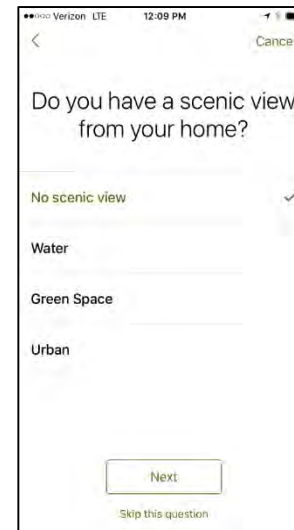 Verizon LTE 12:09 PM
Cance
Do you have a scenic view
from your home?
No scenic view
Water
Green Space
Urban
Next
Skip this question